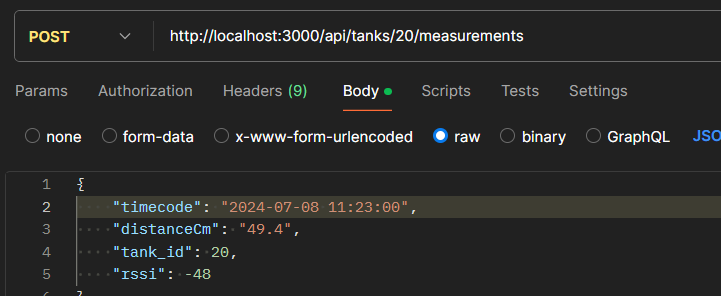 POST http://localhost:3000/api/tanks/20/measurements
Params Authorization Headers (9) Body Scripts Tests Settings
none form-data x-www-form-urlencoded raw binary GraphQL JSO
1 {
2 "timecode": "2024-07-08 11:23:00",
3 "distanceCm": "49.4",
4 "tank_id": 20,
5 "rssi": -48
6 }